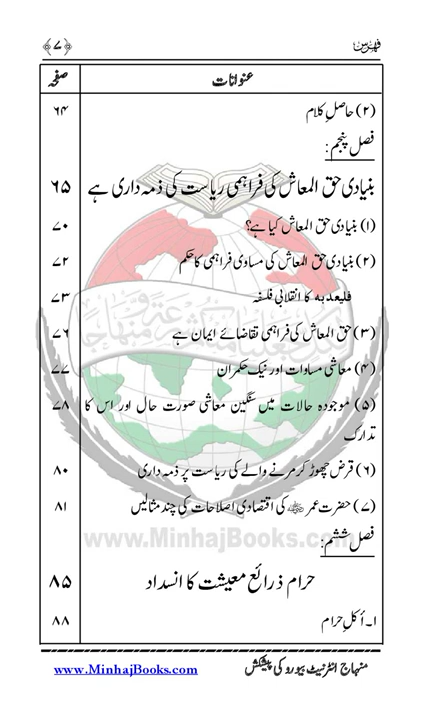 فہرست ﴿۷﴾
عنوانات صفحہ
(۲) حاصلِ کلام ۶۴
فصل پنجم:
بنیادی حق المعاش کی فراہمی ریاست کی ذمہ داری ہے ۶۵
(۱) بنیادی حق المعاش کیا ہے؟ ۷۰
(۲) بنیادی حق المعاش کی مساوی فراہمی کا حکم ۷۲
فلیعدبہ کا انقلابی فلسفہ ۷۳
(۳) حق المعاش کی فراہمی تقاضائے ایمان ہے ۷۶
(۴) معاشی مساوات اور نیک حکمران ۷۷
(۵) موجودہ حالات میں سنگین معاشی صورت حال اور اس کا ۷۸
تدارک
(۶) قرض چھوڑ کر مرنے والے کی ریاست پر ذمہ داری ۸۰
(۷) حضرت عمر ﷺ کی اقتصادی اصلاحات کی چند مثالیں ۸۱
فصل ششم:
www.MinhajBooks.com
حرام ذرائع معیشت کا انسداد ۸۵
۱۔ أکلِ حرام ۸۸
منہاج انٹرنیٹ بیورو کی پیشکش www.MinhajBooks.com